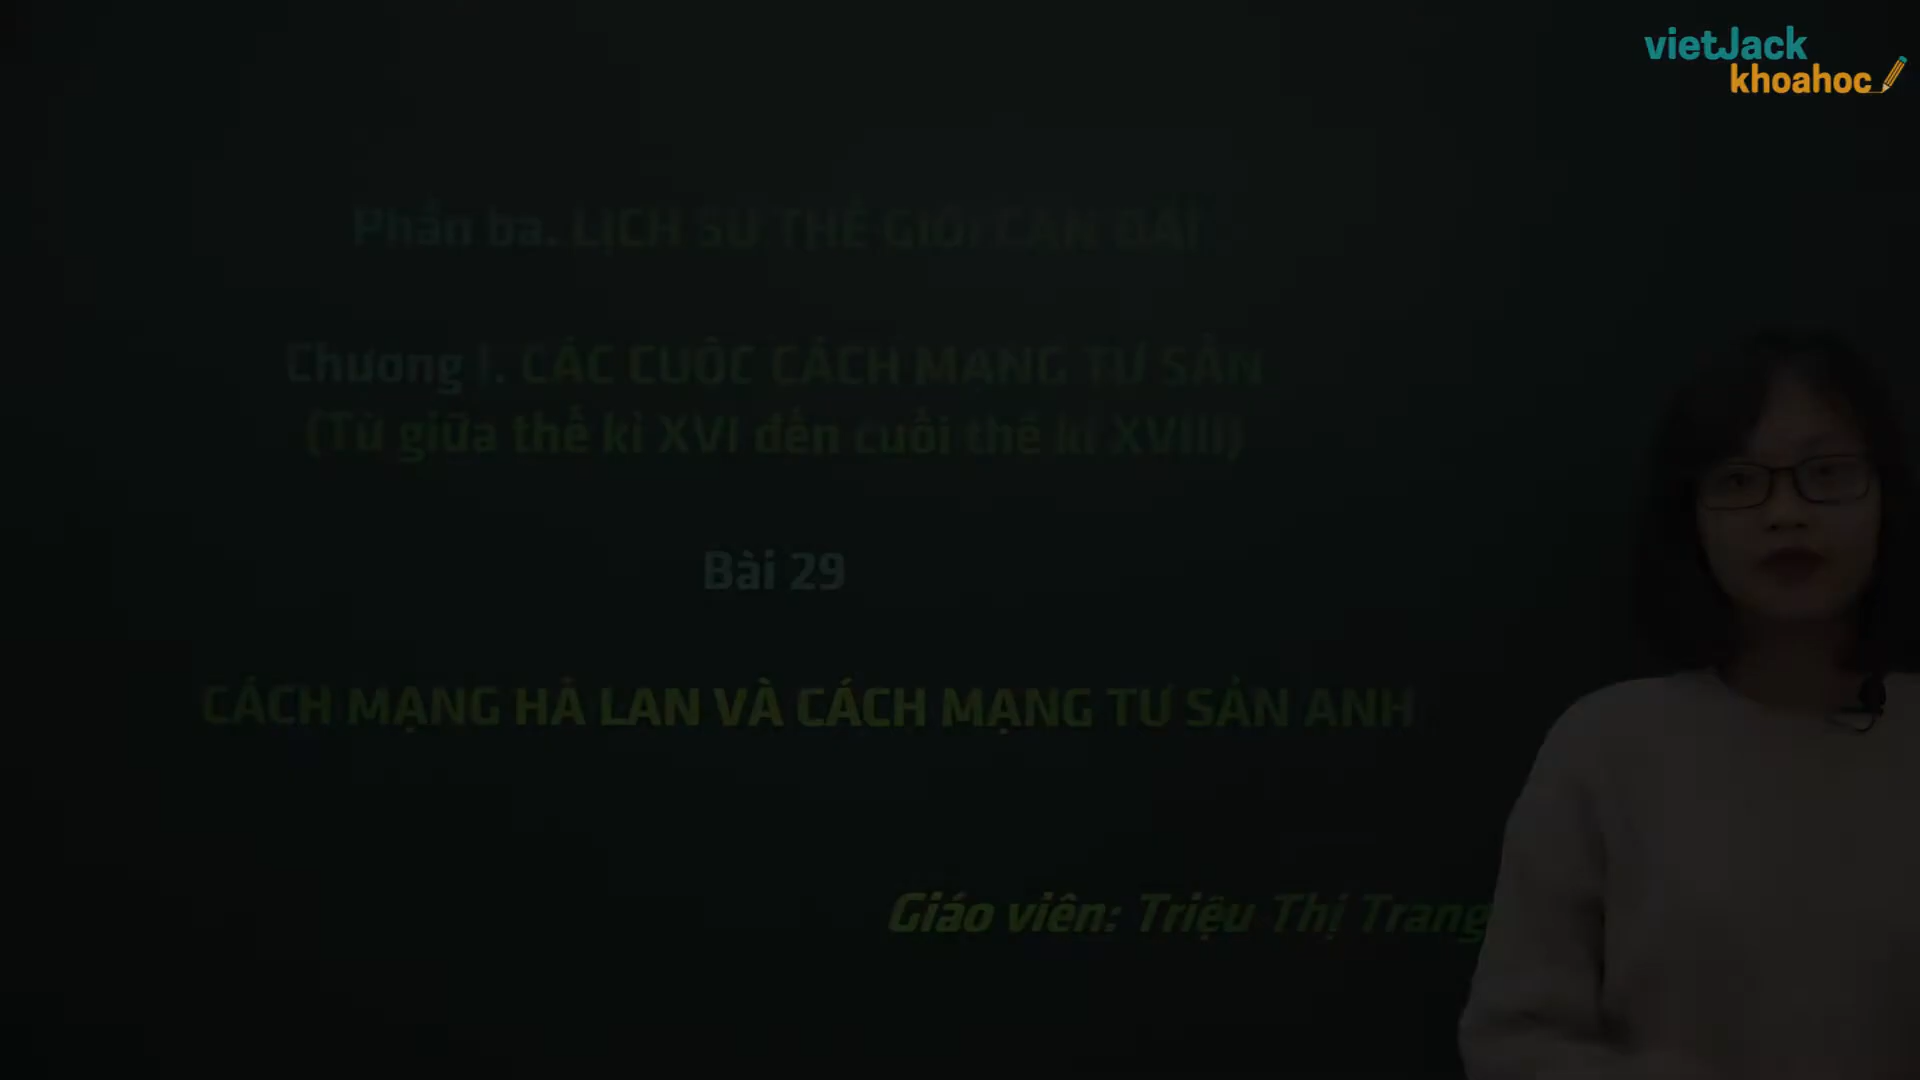 vietJack
khoahoc
Phần ba. LỊCH SỬ THẾ GIỚI CẬN ĐẠI
Chương I. CÁC CUỘC CÁCH MẠNG TƯ SẢN
(Từ giữa thế kỉ XVI đến cuối thế kỉ XVIII)
Bài 29
CÁCH MẠNG HÀ LAN VÀ CÁCH MẠNG TƯ SẢN ANH
Giáo viên: Triệu Thị Trang